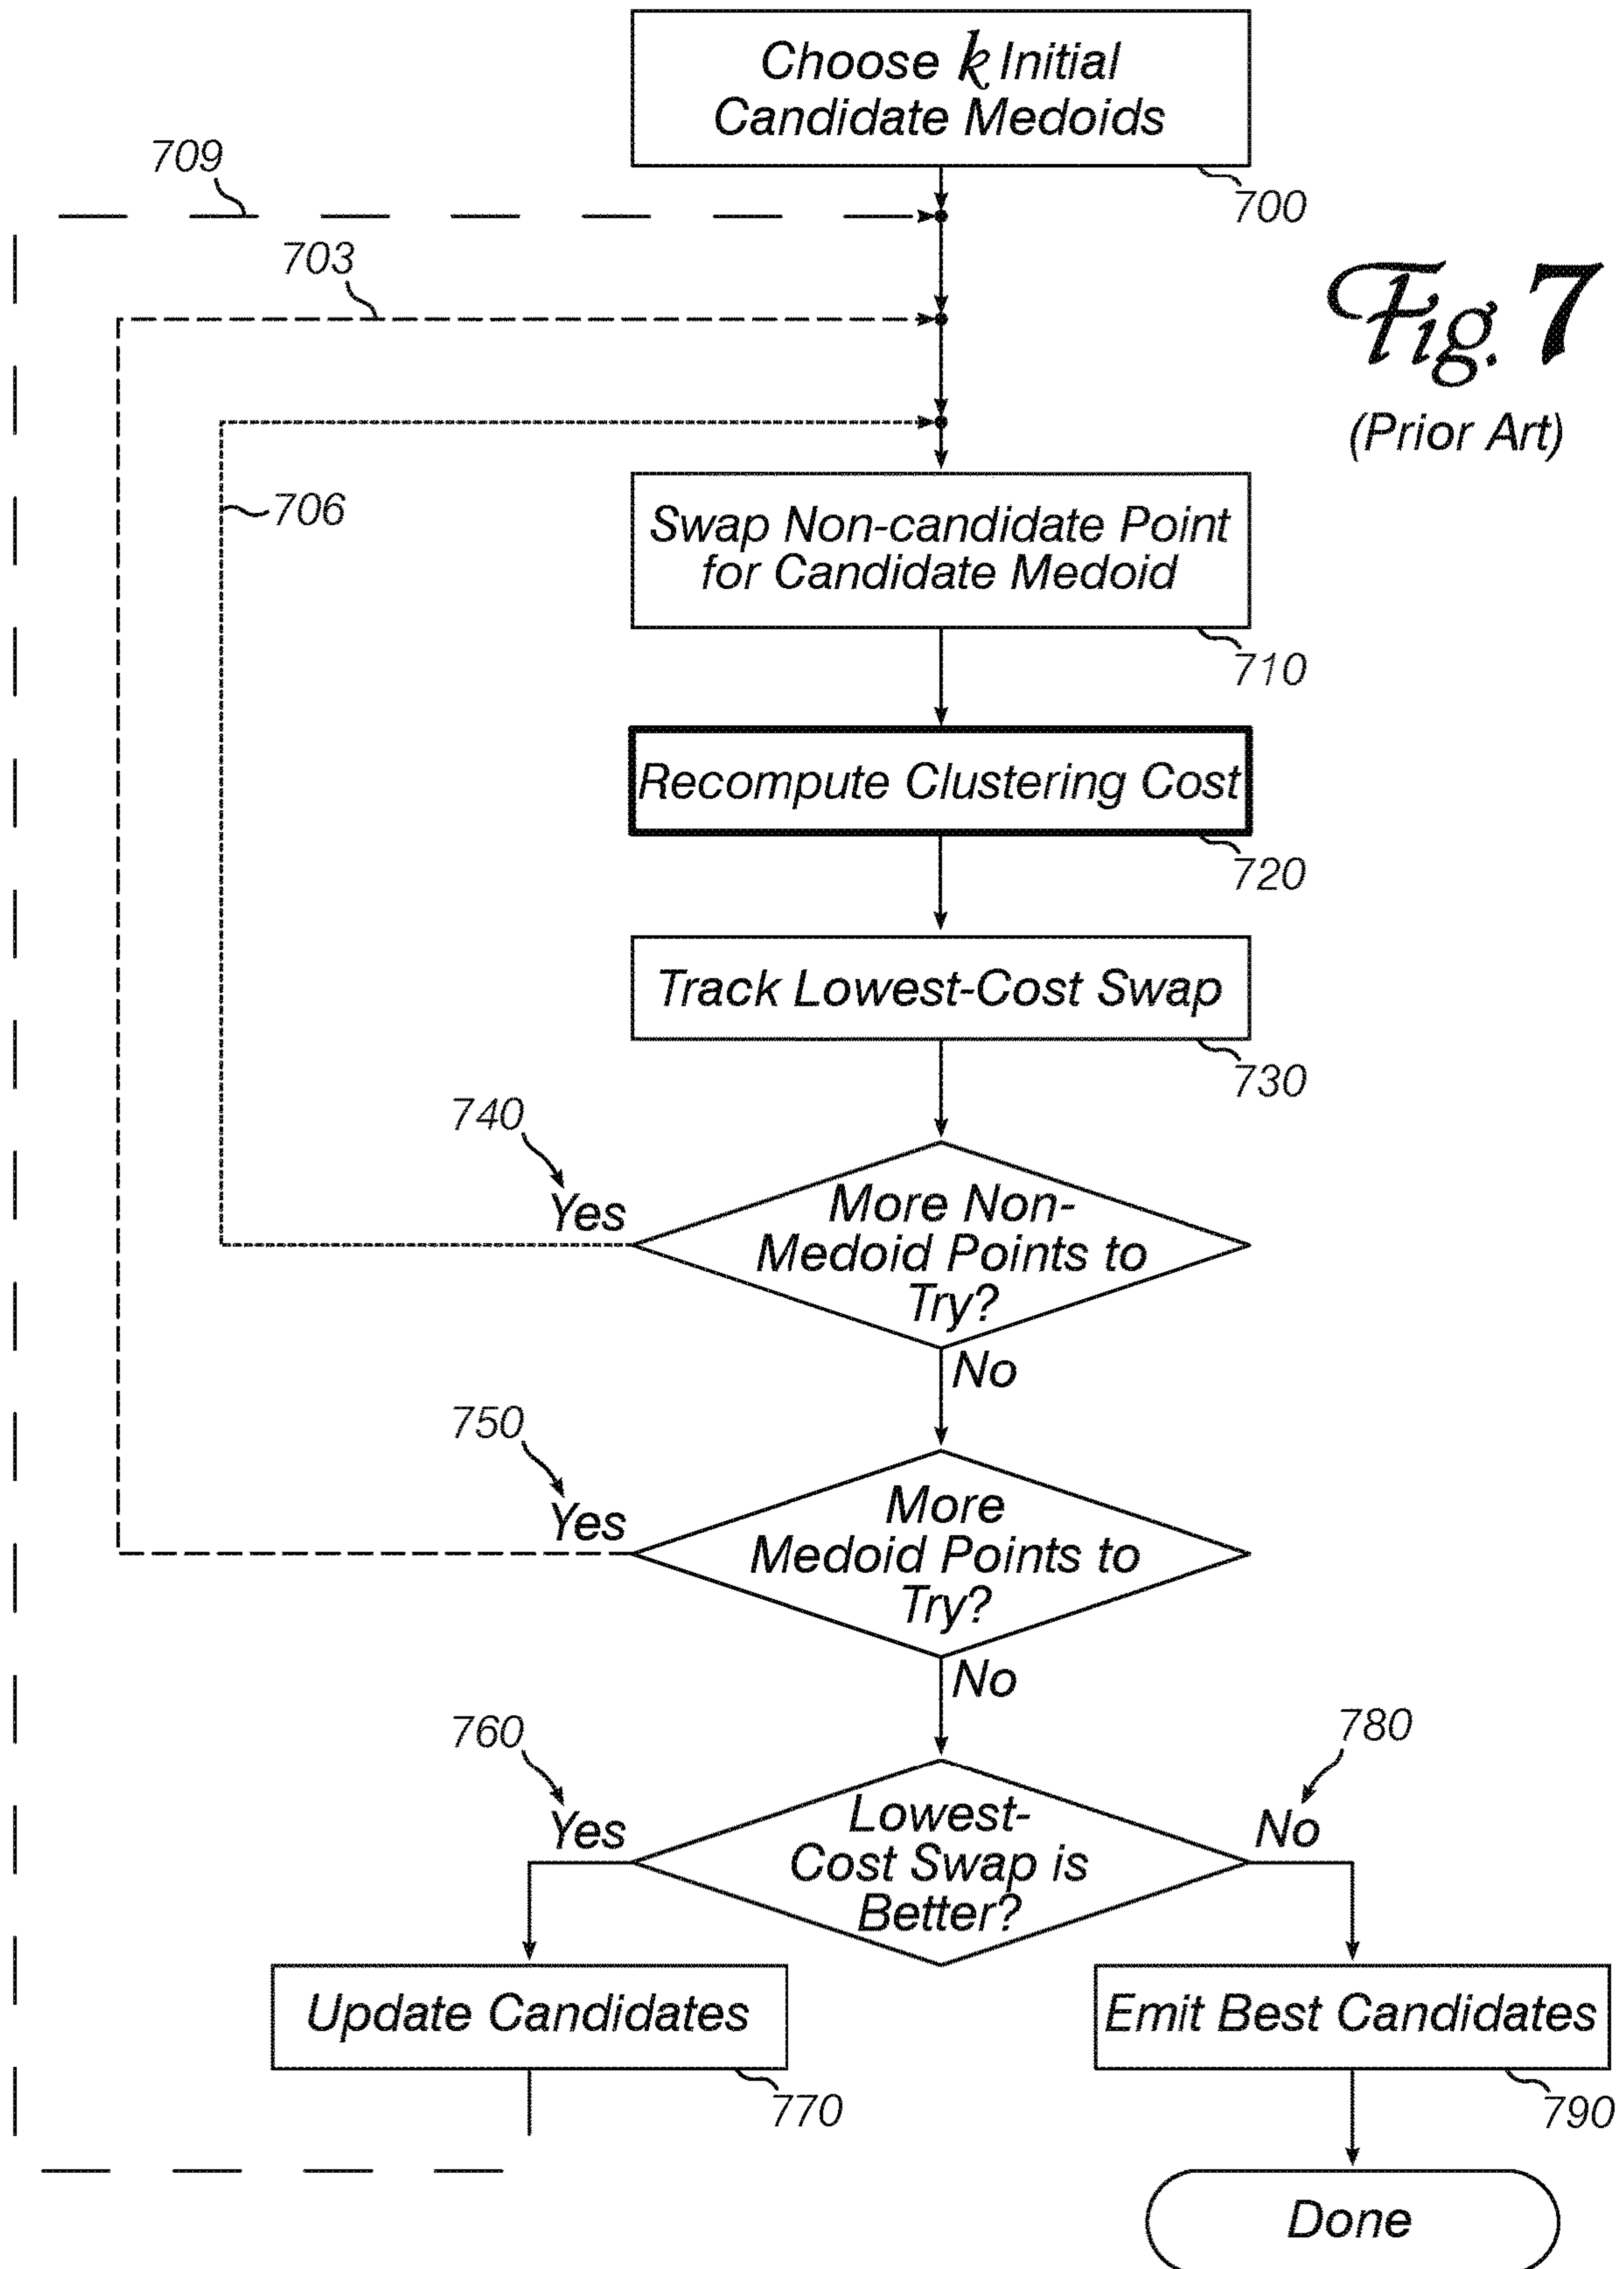 Choose k Initial
Candidate Medoids
700
709
703
Fig. 7
(Prior Art)
706
Swap Non-candidate Point
for Candidate Medoid
710
Recompute Clustering Cost
720
Track Lowest-Cost Swap
730
740
Yes
More Non-
Medoid Points to
Try?
No
750
Yes
More
Medoid Points to
Try?
No
760
Yes
Lowest-
Cost Swap is
Better?
780
No
Update Candidates
770
Emit Best Candidates
790
Done